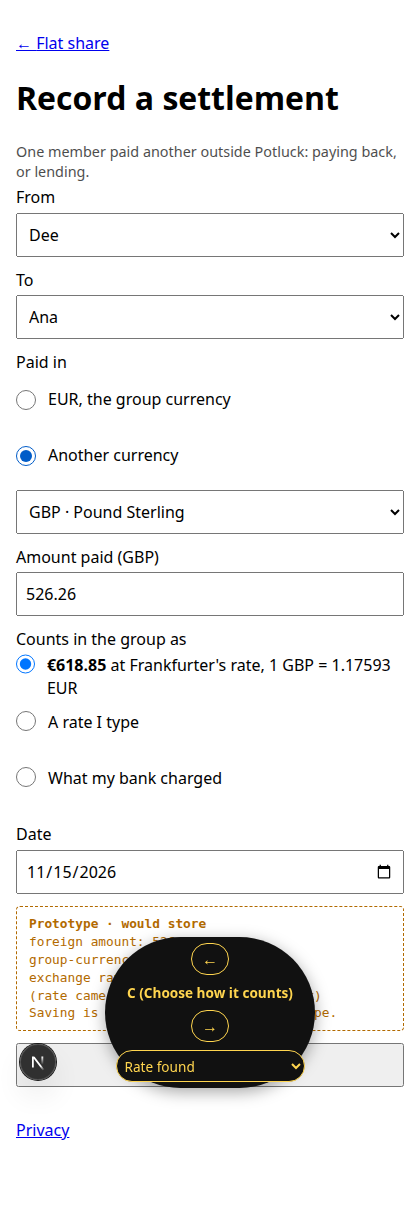 ← Flat share
Record a settlement
One member paid another outside Potluck: paying back,
or lending.
From
Dee
To
Ana
Paid in
EUR, the group currency
Another currency
GBP · Pound Sterling
Amount paid (GBP)
526.26
Counts in the group as
€618.85 at Frankfurter's rate, 1 GBP = 1.17593
EUR
A rate I type
What my bank charged
Date
11/15/2026
Prototype · would store
foreign amount:
group-currenc
exchange ra
(rate came
Saving is
pe.
←
C (Choose how it counts)
→
Rate found
N
Privacy